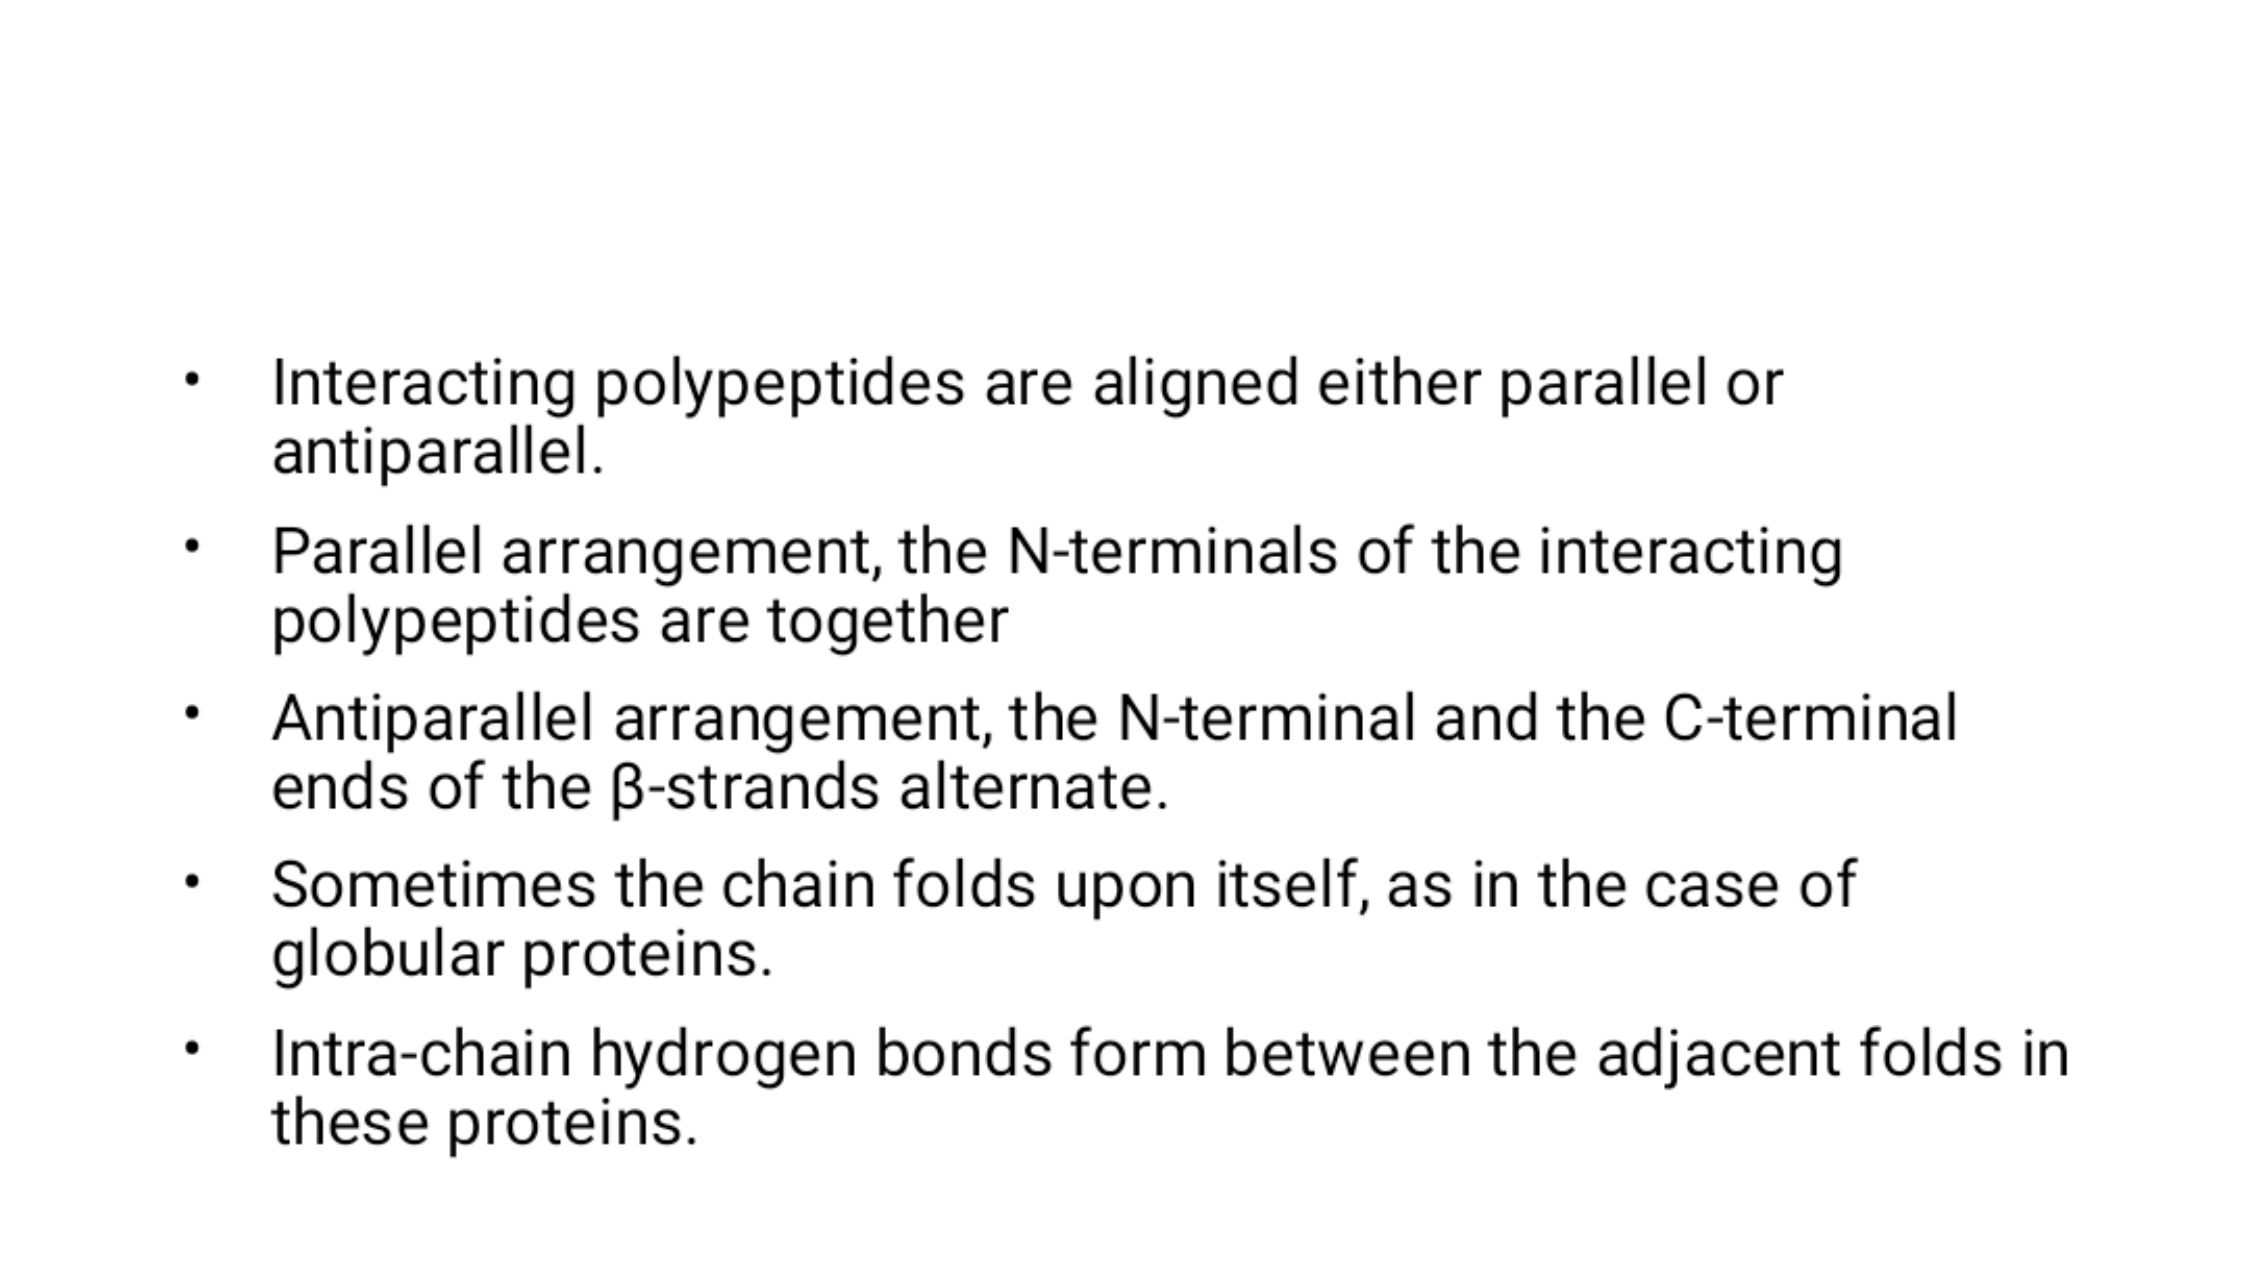 • Interacting polypeptides are aligned either parallel or
antiparallel.
• Parallel arrangement, the N-terminals of the interacting
polypeptides are together
• Antiparallel arrangement, the N-terminal and the C-terminal
ends of the β-strands alternate.
• Sometimes the chain folds upon itself, as in the case of
globular proteins.
• Intra-chain hydrogen bonds form between the adjacent folds in
these proteins.